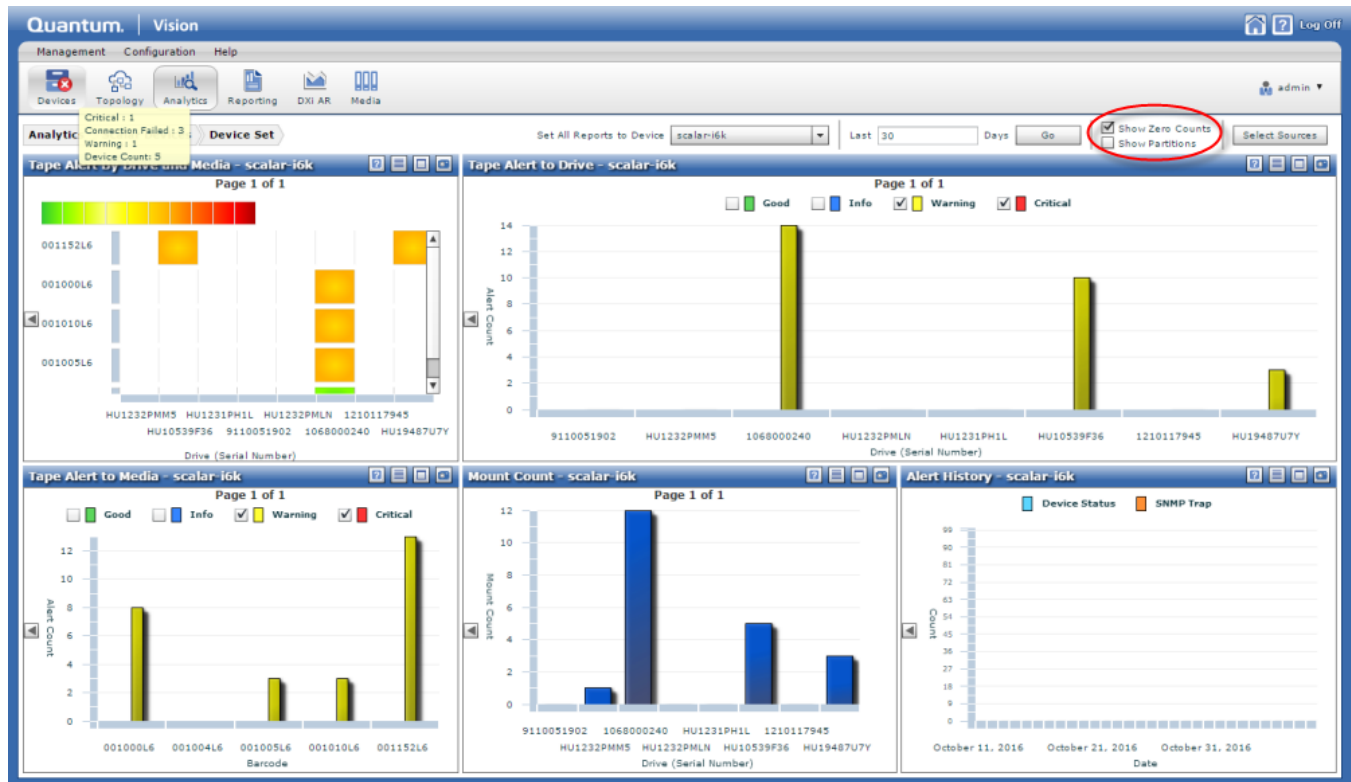 Quantum. | Vision
Log Off
Management Configuration Help
Devices Topology Analytics Reporting DXi AR Media
admin
Critical : 1
Connection Failed : 3
Warning : 1
Device Count: 5
Analytic Device Set
Set All Reports to Device scalar-i6k Last 30 Days Go
Show Zero Counts
Show Partitions
Select Sources
Tape Alert by Drive and Media - scalar-i6k
Page 1 of 1
001152L6
001000L6
001010L6
001005L6
HU1232PMM5 HU1231PH1L HU1232PMLN 1210117945
HU10539F36 9110051902 1068000240 HU19487U7Y
Drive (Serial Number)
Tape Alert to Drive - scalar-i6k
Page 1 of 1
Good Info Warning Critical
14
12
10
8
6
4
2
0
Alert Count
9110051902 HU1232PMM5 1068000240 HU1232PMLN HU1231PH1L HU10539F36 1210117945 HU19487U7Y
Drive (Serial Number)
Tape Alert to Media - scalar-i6k
Page 1 of 1
Good Info Warning Critical
12
10
8
6
4
2
0
Alert Count
001000L6 001004L6 001005L6 001010L6 001152L6
Barcode
Mount Count - scalar-i6k
Page 1 of 1
12
10
8
6
4
2
0
Mount Count
9110051902 1068000240 HU1231PH1L 1210117945
HU1232PMM5 HU1232PMLN HU10539F36 HU19487U7Y
Drive (Serial Number)
Alert History - scalar-i6k
Device Status SNMP Trap
99
90
81
72
63
54
45
36
27
18
9
0
Count
October 11, 2016 October 21, 2016 October 31, 2016
Date